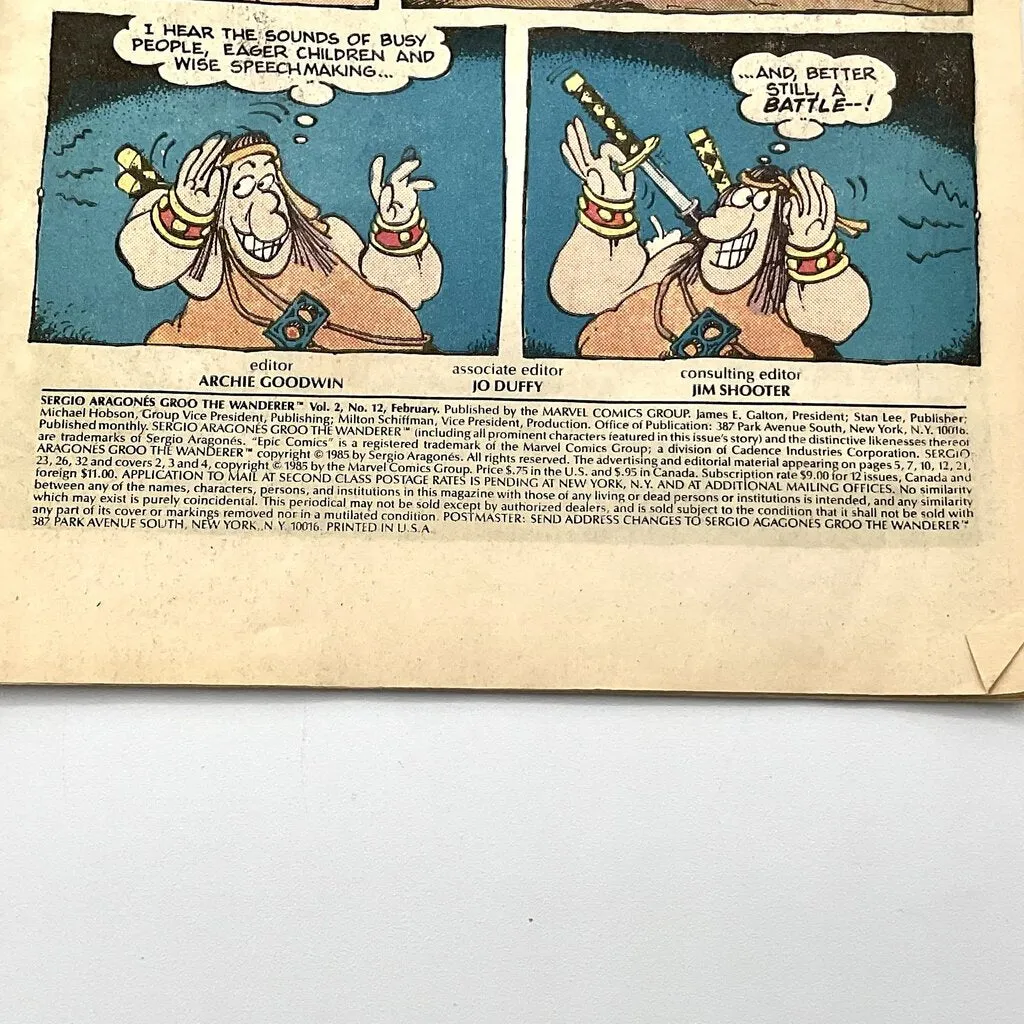 I HEAR THE SOUNDS OF BUSY
PEOPLE, EAGER CHILDREN AND
WISE SPEECHMAKING...
...AND, BETTER
STILL, A
BATTLE--!
editor
ARCHIE GOODWIN
associate editor
JO DUFFY
consulting editor
JIM SHOOTER
SERGIO ARAGONÉS GROO THE WANDERER™ Vol. 2, No. 12, February. Published by the MARVEL COMICS GROUP. James E. Galton, President; Stan Lee, Publisher;
Michael Hobson, Group Vice President, Publishing; Milton Schiffman, Vice President, Production. Office of Publication: 387 Park Avenue South, New York, N.Y. 10016.
Published monthly. SERGIO ARAGONES GROO THE WANDERER™ (including all prominent characters featured in this issue's story) and the distinctive likenesses thereof
are trademarks of Sergio Aragonés. "Epic Comics" is a registered trademark of the Marvel Comics Group; a division of Cadence Industries Corporation. SERGIO
ARAGONES GROO THE WANDERER™ copyright © 1985 by Sergio Aragonés. All rights reserved. The advertising and editorial material appearing on pages 5, 7, 10, 12, 21,
23, 26, 32 and covers 2, 3 and 4, copyright © 1985 by the Marvel Comics Group. Price $.75 in the U.S. and $.95 in Canada. Subscription rate $9.00 for 12 issues, Canada and
foreign $11.00. APPLICATION TO MAIL AT SECOND CLASS POSTAGE RATES IS PENDING AT NEW YORK, N.Y. AND AT ADDITIONAL MAILING OFFICES. No similarity
between any of the names, characters, persons, and institutions in this magazine with those of any living or dead persons or institutions is intended, and any similarity
which may exist is purely coincidental. This periodical may not be sold except by authorized dealers, and is sold subject to the condition that it shall not be sold with
any part of its cover or markings removed nor in a mutilated condition. POSTMASTER: SEND ADDRESS CHANGES TO SERGIO AGAGONES GROO THE WANDERER™
387 PARK AVENUE SOUTH, NEW YORK, N.Y. 10016. PRINTED IN U.S.A.